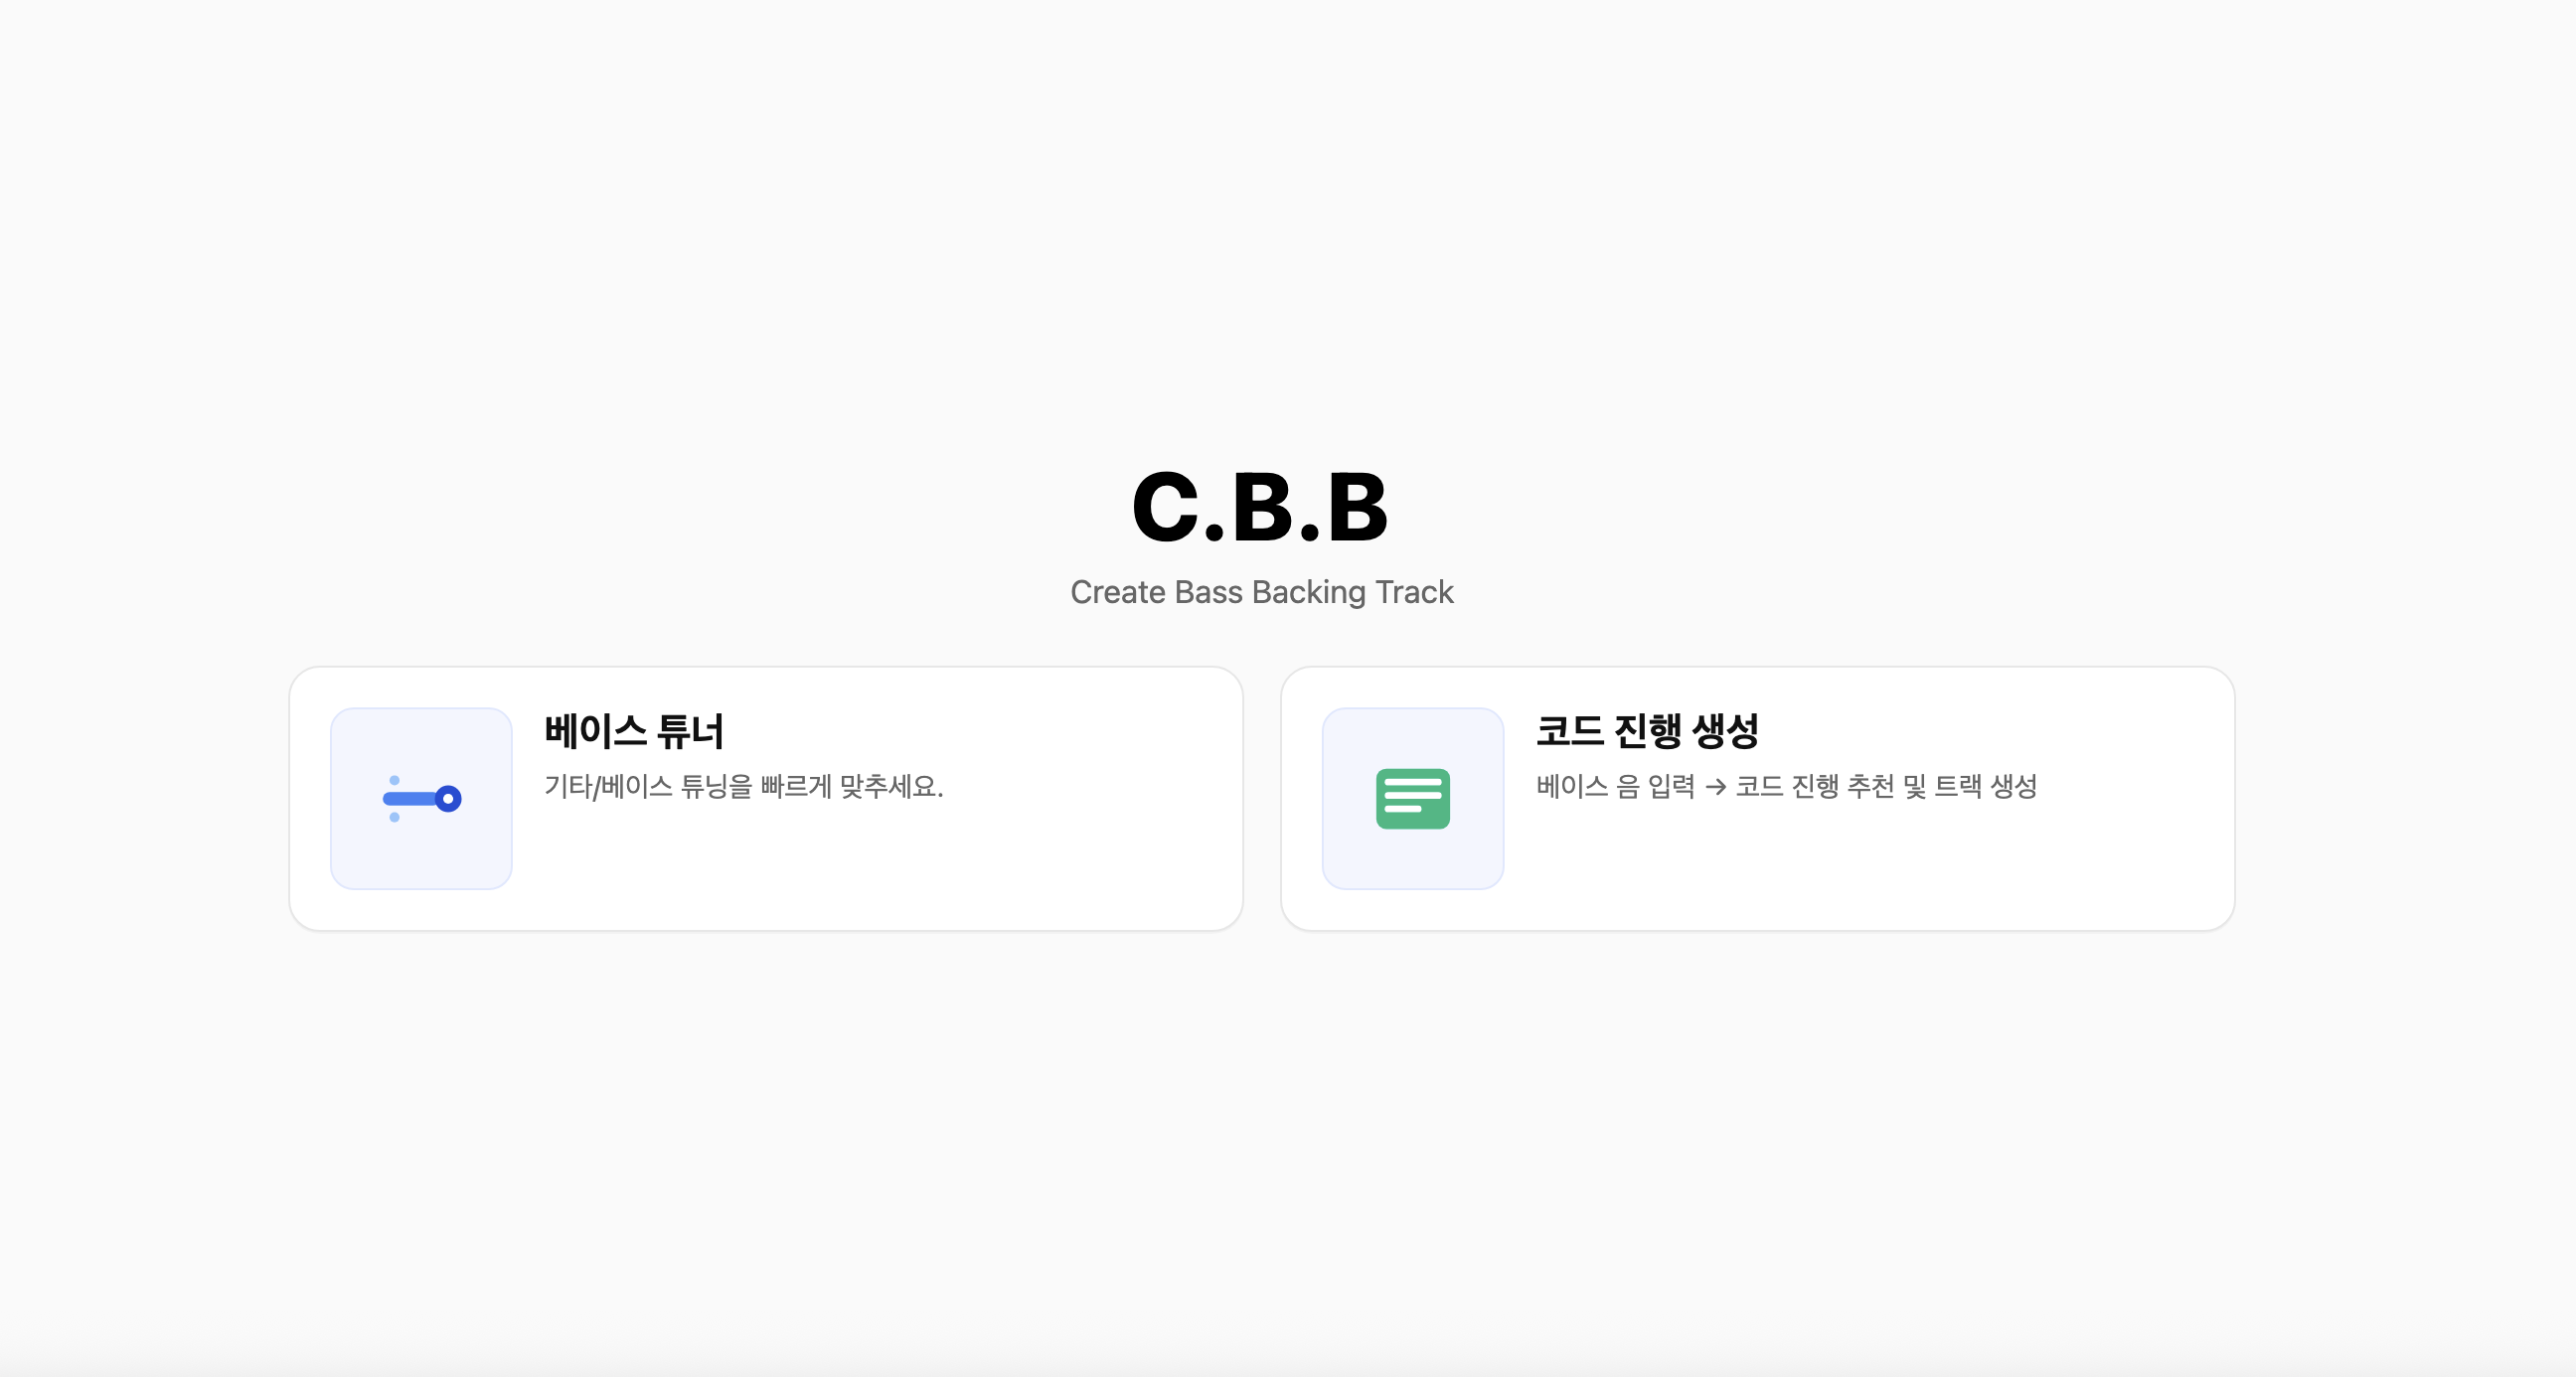 C.B.B
Create Bass Backing Track
베이스 튜너
기타/베이스 튜닝을 빠르게 맞추세요.
코드 진행 생성
베이스 음 입력 → 코드 진행 추천 및 트랙 생성